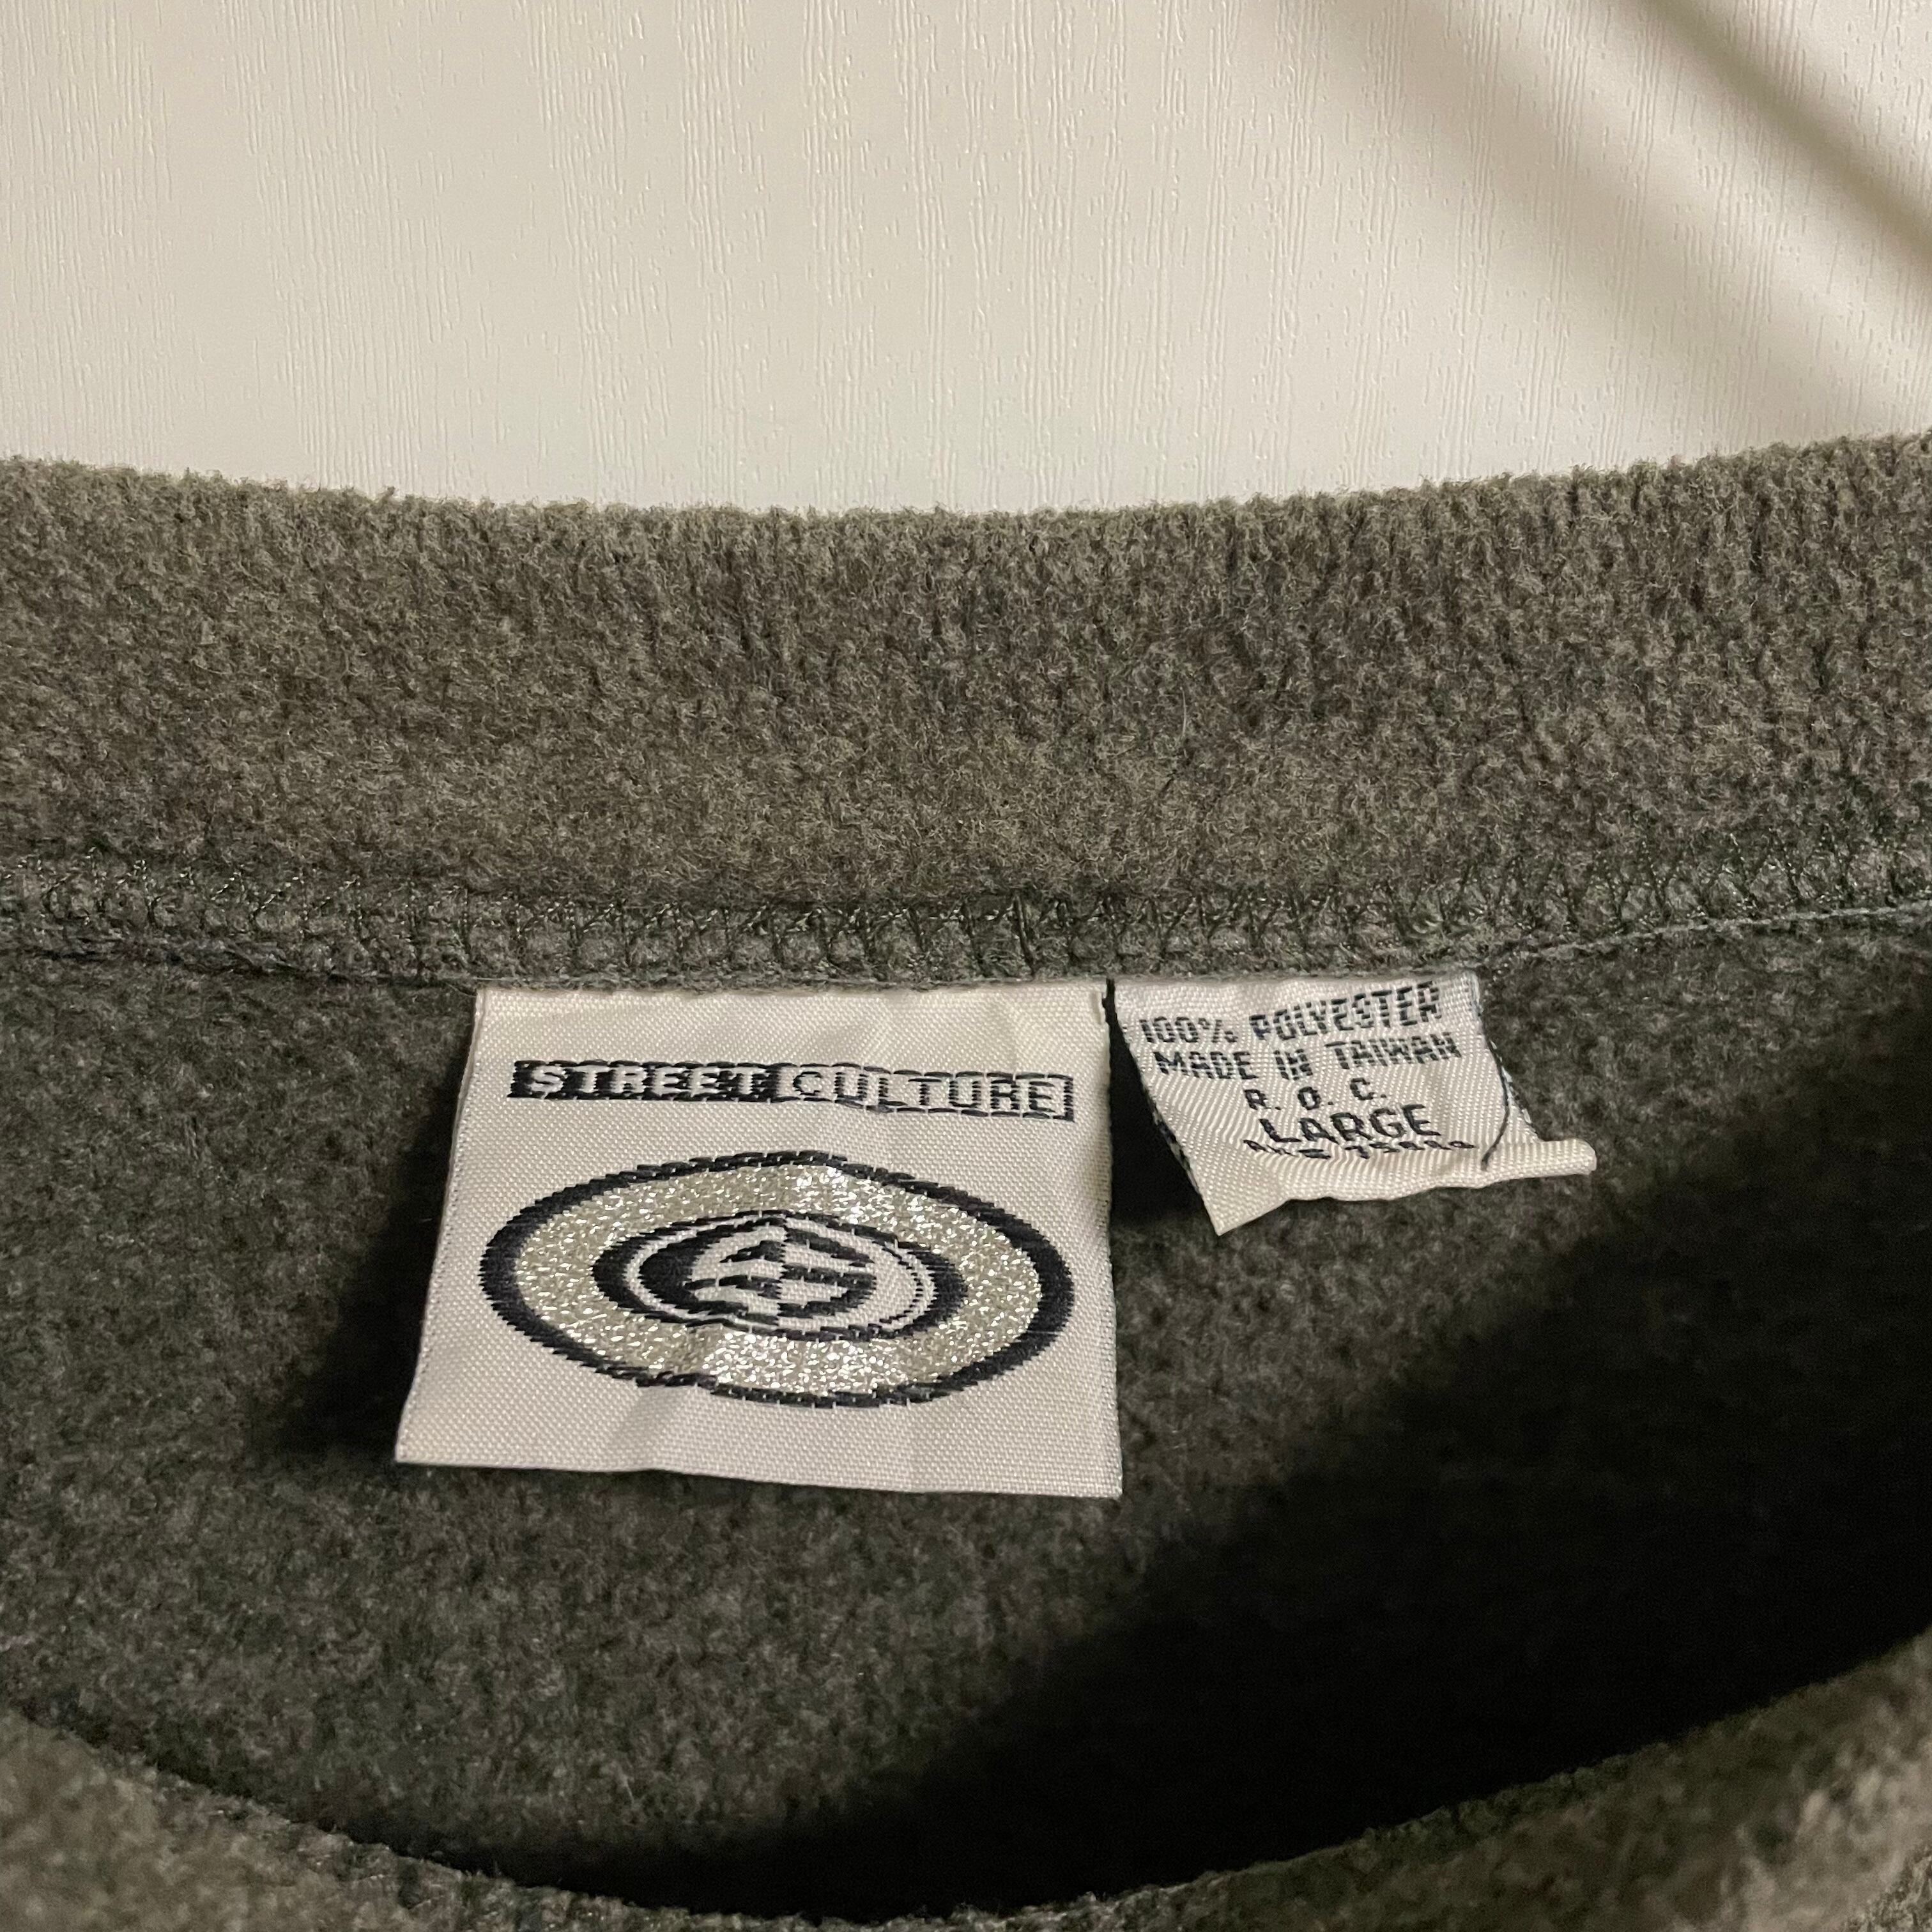 STREET CULTURE
100% POLYESTER
MADE IN TAIWAN
R. O. C.
LARGE